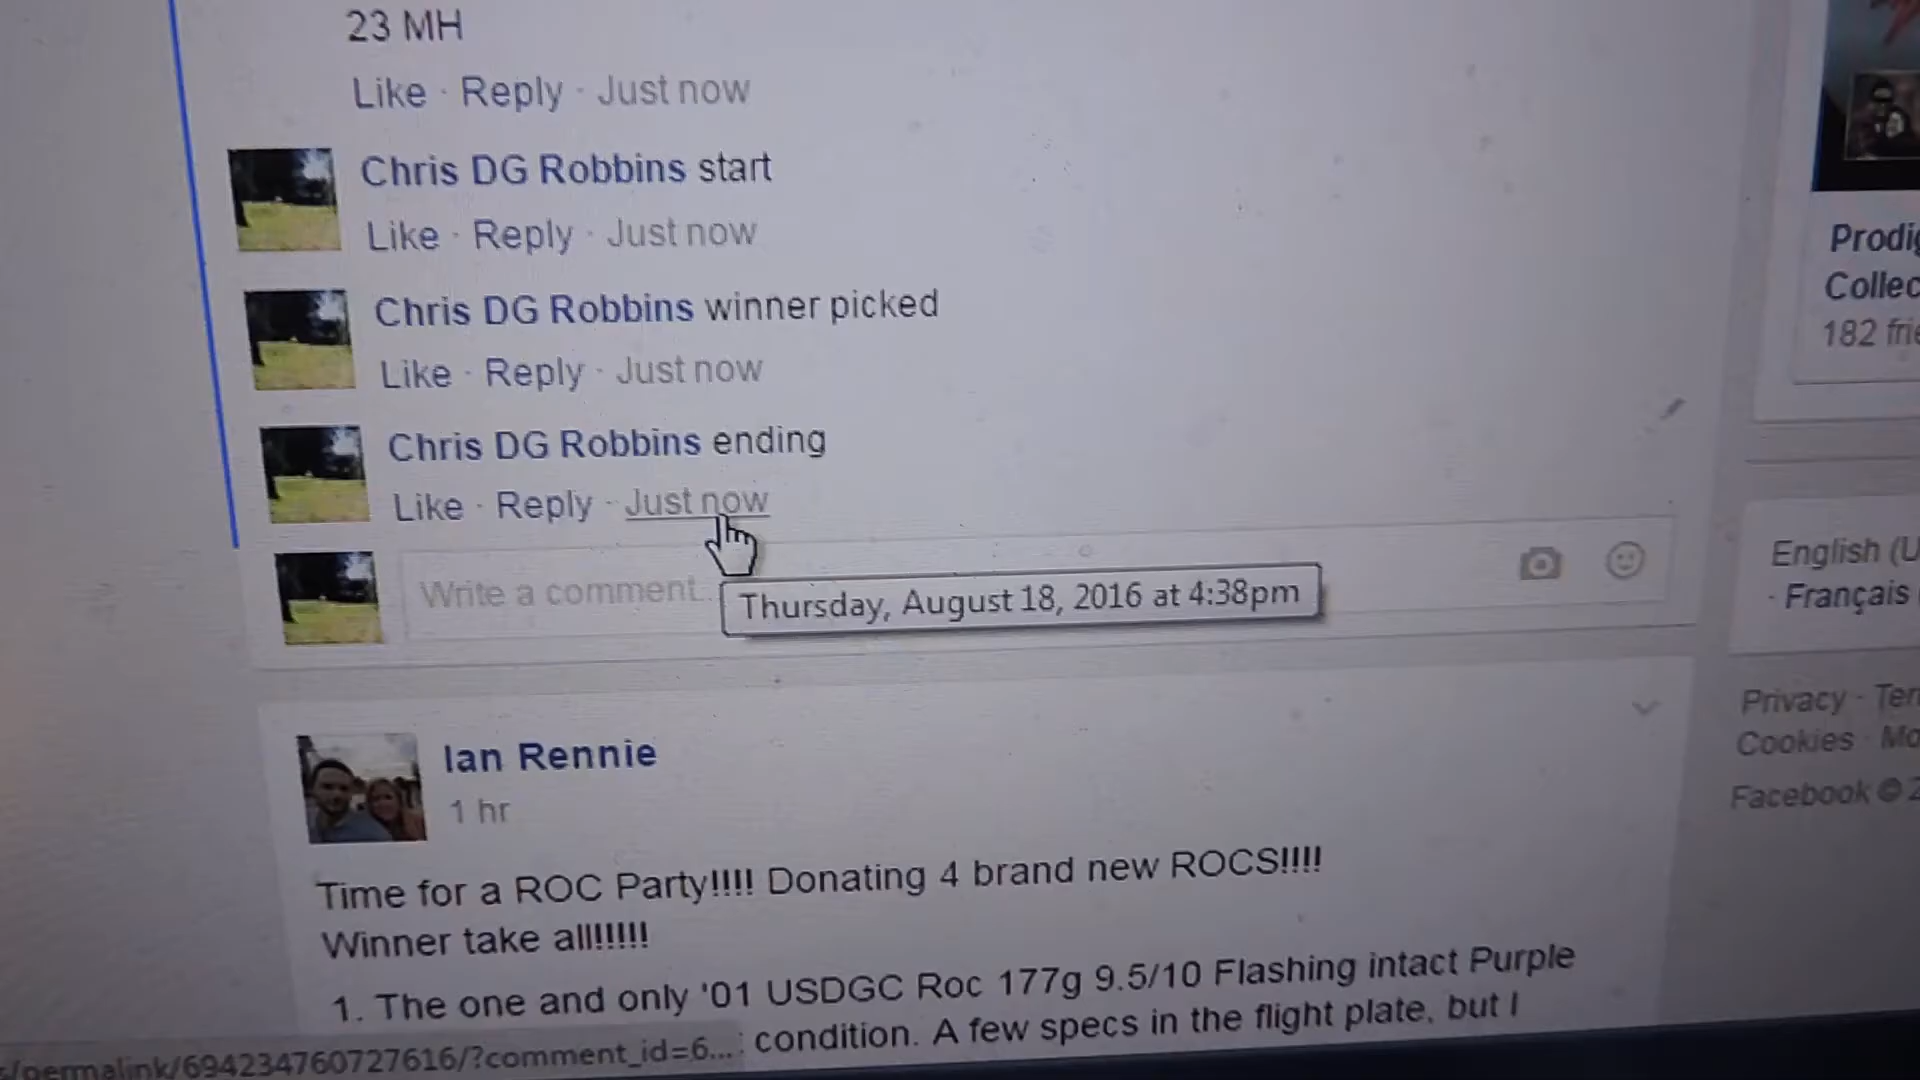 23 MH
Like · Reply · Just now
Chris DG Robbins start
Like · Reply · Just now
Chris DG Robbins winner picked
Like · Reply · Just now
Chris DG Robbins ending
Like · Reply · Just now
Write a comment..
Thursday, August 18, 2016 at 4:38pm
Ian Rennie
1 hr
Time for a ROC Party!!!! Donating 4 brand new ROCS!!!!
Winner take all!!!!!
1. The one and only '01 USDGC Roc 177g 9.5/10 Flashing intact Purple
condition. A few specs in the flight plate, but I
s/permalink/694234760727616/?comment_id=6...
Prodig
Collec
182 frie
English (U
· Français
Privacy · Ter
Cookies · Mo
Facebook © 2